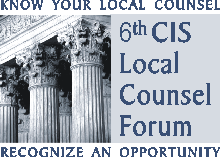 KNOW YOUR LOCAL COUNSEL
6th CIS
Local
Counsel
Forum
RECOGNIZE AN OPPORTUNITY